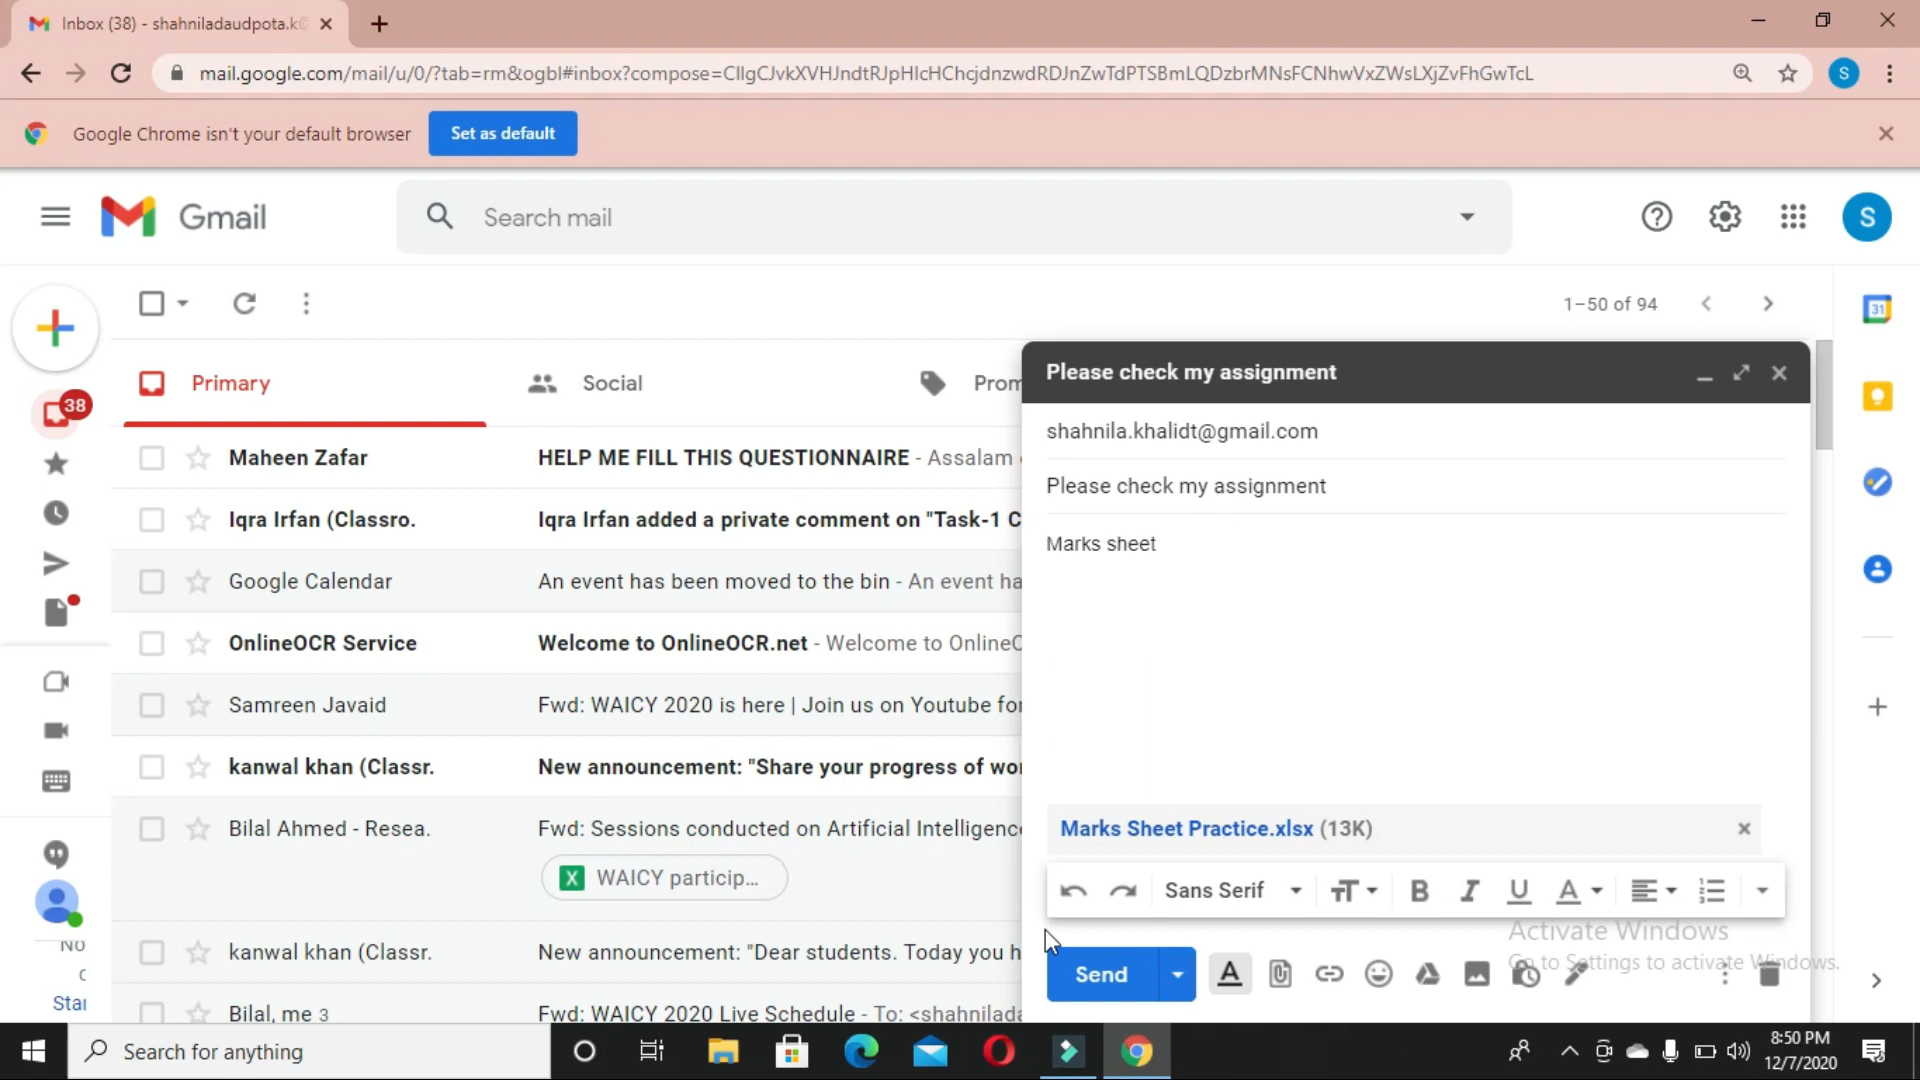 Inbox (38) - shahniladaudpota.k@
mail.google.com/mail/u/0/?tab=rm&ogbl#inbox?compose=CllgCJvkXVHJndtRJpHlcHChcjdnzwdRDJnZwTdPTSBmLQDzbrMNsFCNhwVxZWsLXjZvFhGwTcL
S
Google Chrome isn't your default browser
Set as default
Gmail
Search mail
S
1–50 of 94
31
38
Primary
Social
Prom
Maheen Zafar
HELP ME FILL THIS QUESTIONNAIRE - Assalam
Iqra Irfan (Classro.
Iqra Irfan added a private comment on "Task-1 C
Google Calendar
An event has been moved to the bin - An event ha
OnlineOCR Service
Welcome to OnlineOCR.net - Welcome to OnlineO
Samreen Javaid
Fwd: WAICY 2020 is here | Join us on Youtube for
kanwal khan (Classr.
New announcement: "Share your progress of wo
Bilal Ahmed - Resea.
Fwd: Sessions conducted on Artificial Intelligence
X WAICY particip...
kanwal khan (Classr.
New announcement: "Dear students. Today you h
Bilal, me 3
Fwd: WAICY 2020 Live Schedule - To: <shahnilada
No
c
Star
Please check my assignment
shahnila.khalidt@gmail.com
Please check my assignment
Marks sheet
Marks Sheet Practice.xlsx (13K)
Sans Serif
B I U A
Send
A
Activate Windows
Go to Settings to activate Windows.
Search for anything
8:50 PM
12/7/2020